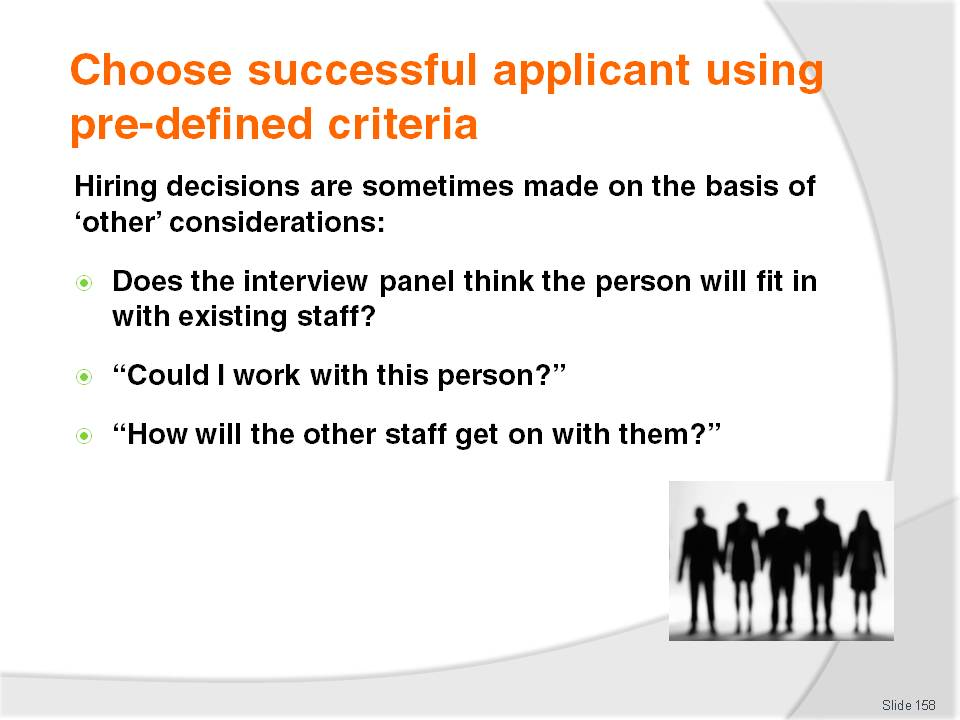 Choose successful applicant using
pre-defined criteria
Hiring decisions are sometimes made on the basis of
‘other’ considerations:
Does the interview panel think the person will fit in
with existing staff?
“Could I work with this person?”
“How will the other staff get on with them?”
Slide 158